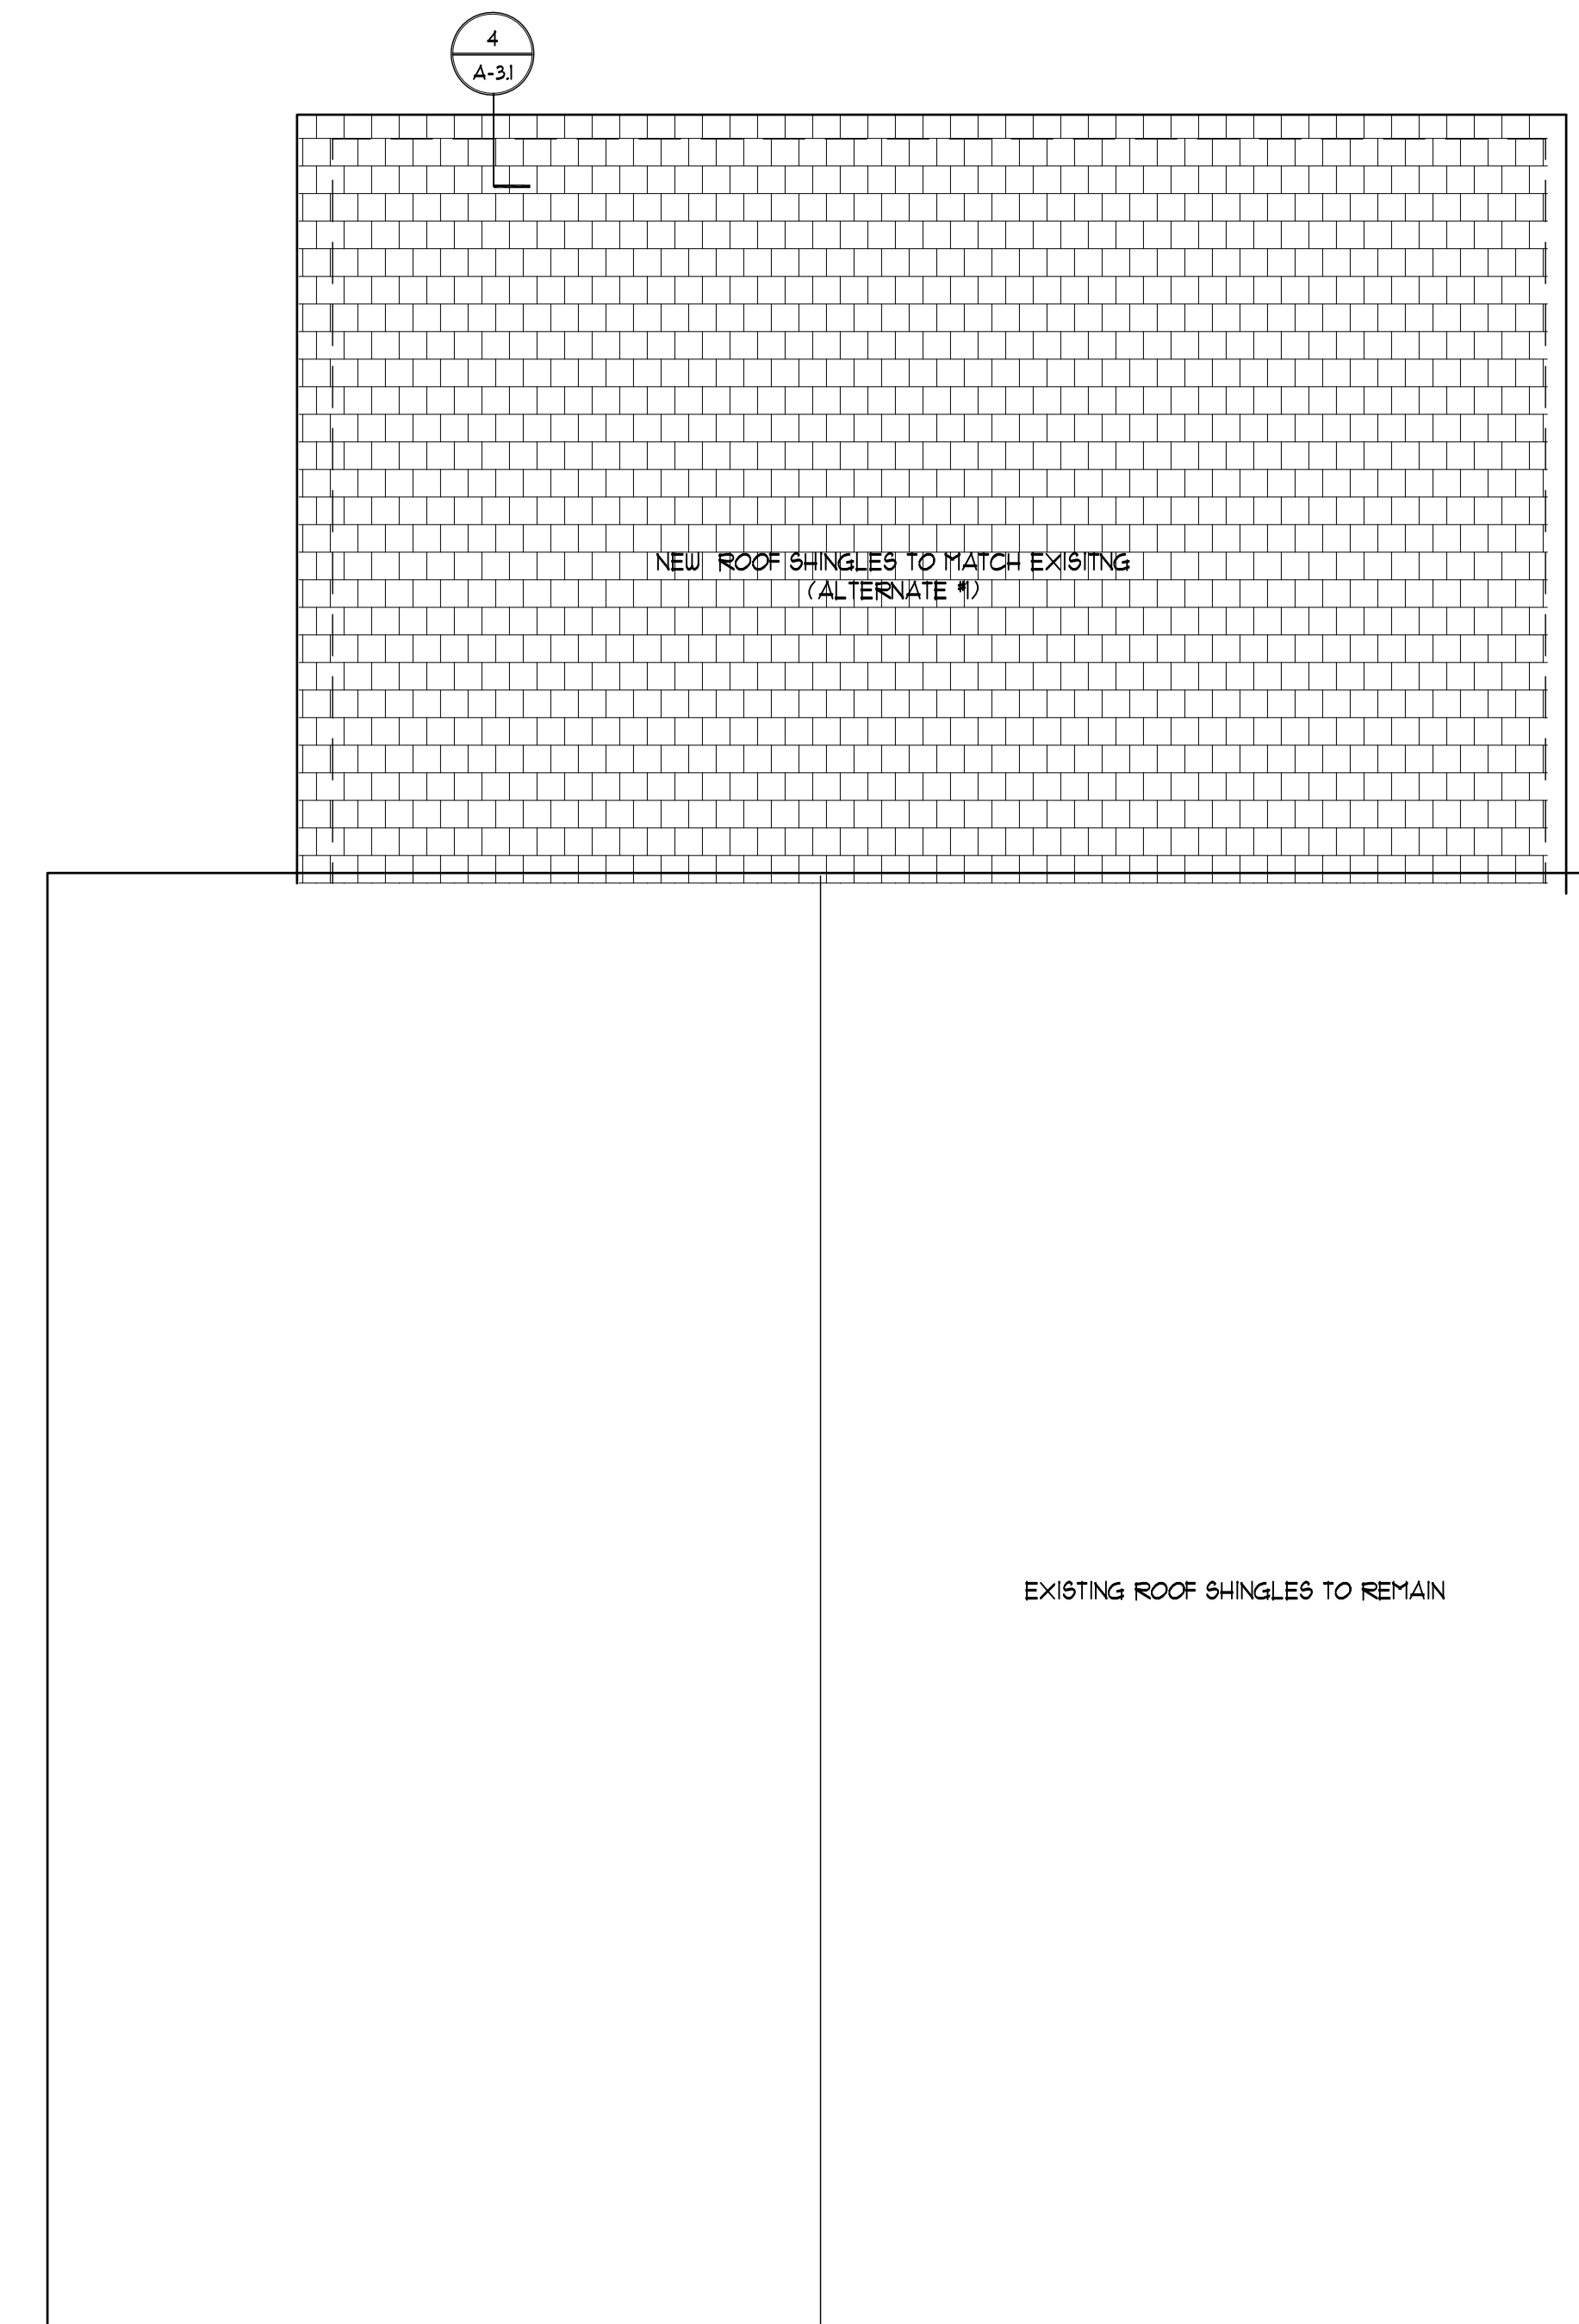 4
A-3.1
NEW ROOF SHINGLES TO MATCH EXISITNG
(ALTERNATE #1)
EXISTING ROOF SHINGLES TO REMAIN